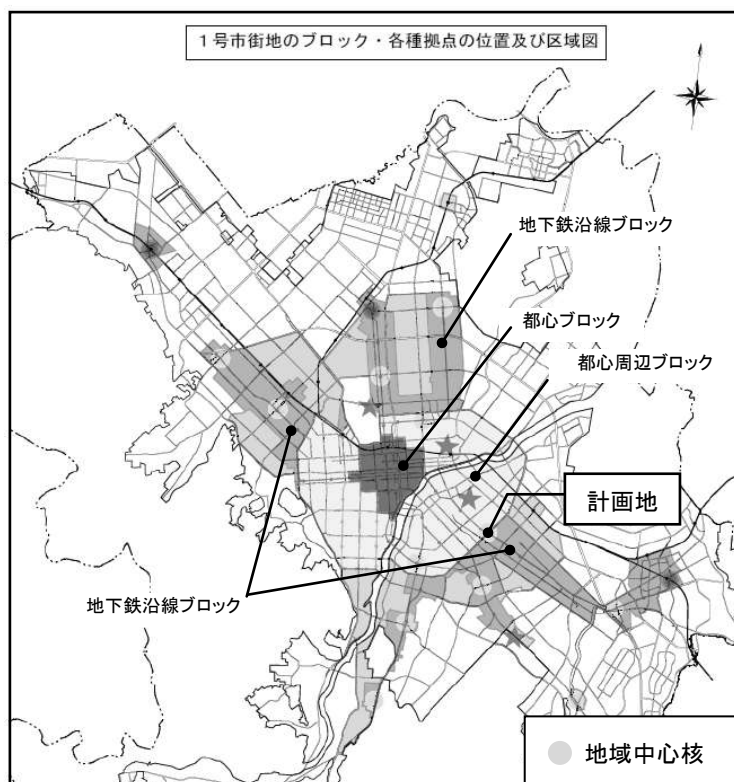 1号市街地のブロック・各種拠点の位置及び区域図
地下鉄沿線ブロック
都心ブロック
都心周辺ブロック
計画地
地下鉄沿線ブロック
地域中心核